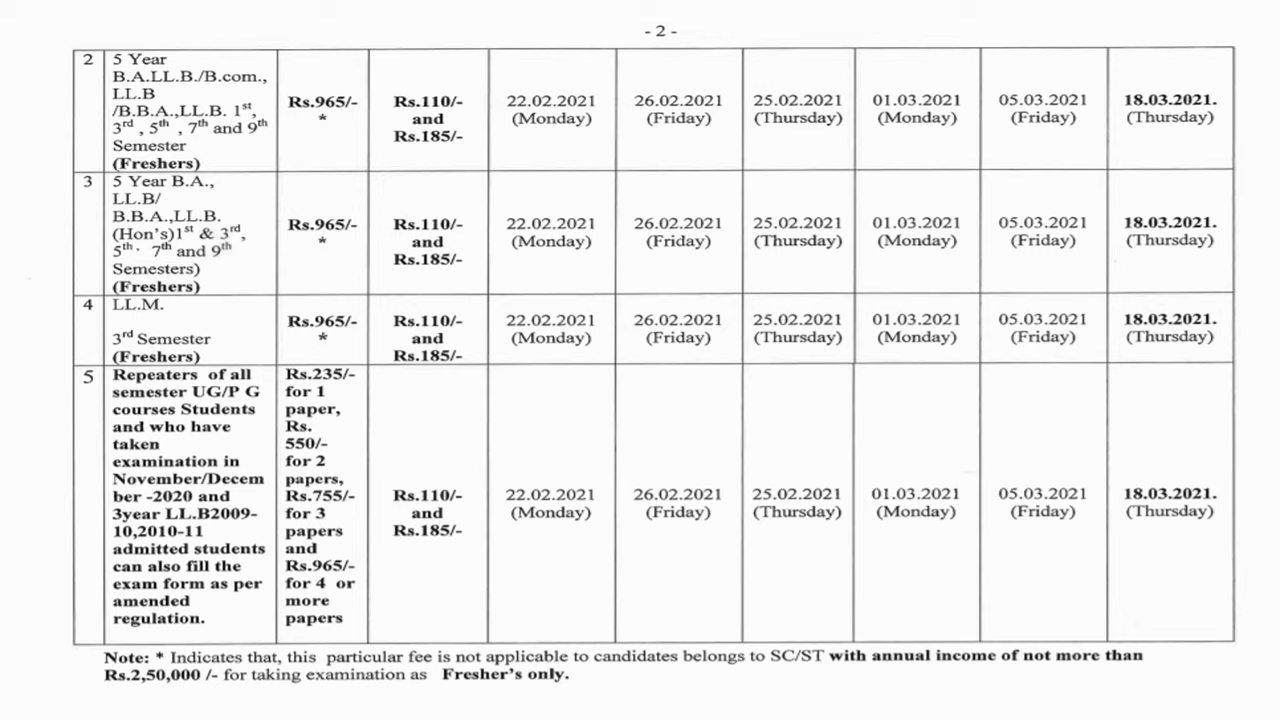 - 2 -
2
5 Year
B.A.LL.B./B.com.,
LL.B
/B.B.A.,LL.B. 1st,
3rd , 5th , 7th and 9th
Semester
(Freshers)
Rs.965/-
*
Rs.110/-
and
Rs.185/-
22.02.2021
(Monday)
26.02.2021
(Friday)
25.02.2021
(Thursday)
01.03.2021
(Monday)
05.03.2021
(Friday)
18.03.2021.
(Thursday)
3
5 Year B.A.,
LL.B/
B.B.A.,LL.B.
(Hon's)1st & 3rd,
5th. 7th and 9th
Semesters)
(Freshers)
Rs.965/-
*
Rs.110/-
and
Rs.185/-
22.02.2021
(Monday)
26.02.2021
(Friday)
25.02.2021
(Thursday)
01.03.2021
(Monday)
05.03.2021
(Friday)
18.03.2021.
(Thursday)
4
LL.M.
3rd Semester
(Freshers)
Rs.965/-
*
Rs.110/-
and
Rs.185/-
22.02.2021
(Monday)
26.02.2021
(Friday)
25.02.2021
(Thursday)
01.03.2021
(Monday)
05.03.2021
(Friday)
18.03.2021.
(Thursday)
5
Repeaters of all
semester UG/P G
courses Students
and who have
taken
examination in
November/Decem
ber -2020 and
3year LL.B2009-
10,2010-11
admitted students
can also fill the
exam form as per
amended
regulation.
Rs.235/-
for 1
paper,
Rs.
550/-
for 2
papers,
Rs.755/-
for 3
papers
and
Rs.965/-
for 4 or
more
papers
Rs.110/-
and
Rs.185/-
22.02.2021
(Monday)
26.02.2021
(Friday)
25.02.2021
(Thursday)
01.03.2021
(Monday)
05.03.2021
(Friday)
18.03.2021.
(Thursday)
Note: * Indicates that, this particular fee is not applicable to candidates belongs to SC/ST with annual income of not more than
Rs.2,50,000 /- for taking examination as Fresher's only.